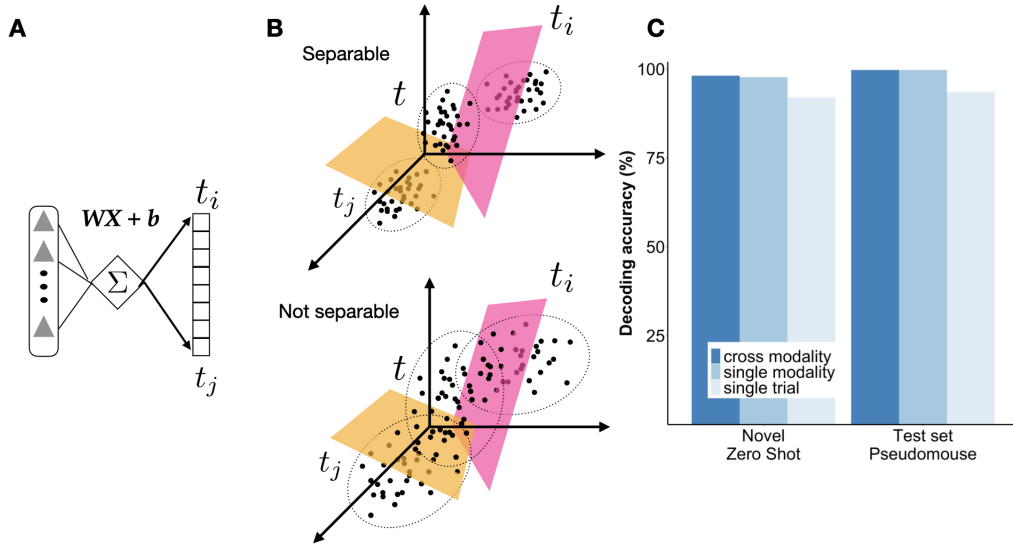 A
WX + b
Σ
t_i
t_j
B
Separable
t
t_i
t_j
Not separable
t
t_i
t_j
C
Decoding accuracy (%)
100
75
50
25
cross modality
single modality
single trial
Novel
Zero Shot
Test set
Pseudomouse